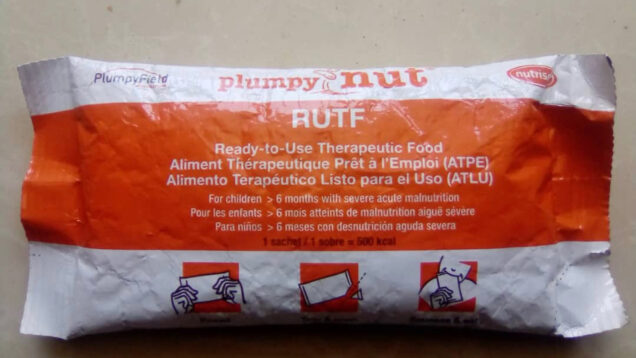 PlumpyField
plumpy nut
nutriset
RUTF
Ready-to-Use Therapeutic Food
Aliment Thérapeutique Prêt à l'Emploi (ATPE)
Alimento Terapéutico Listo para el Uso (ATLU)
For children > 6 months with severe acute malnutrition
Pour les enfants > 6 mois atteints de malnutrition aiguë sévère
Para niños > 6 meses con desnutrición aguda severa
1 sachet / 1 sobre = 500 kcal